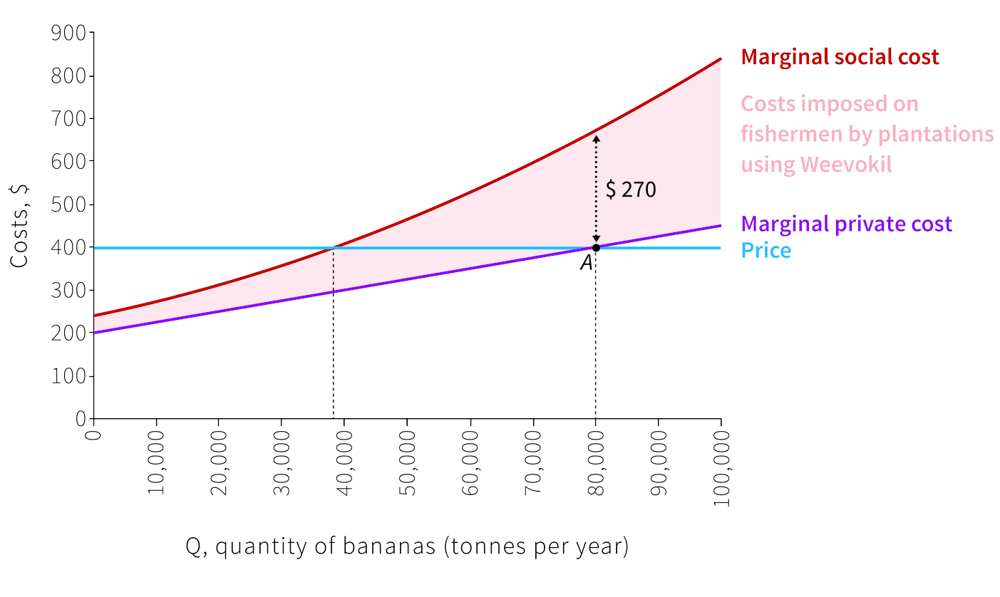 900
800
700
600
500
400
300
200
100
0
Costs, $
Marginal social cost
Costs imposed on
fishermen by plantations
using Weevokil
$ 270
Marginal private cost
Price
A
0
10,000
20,000
30,000
40,000
50,000
60,000
70,000
80,000
90,000
100,000
Q, quantity of bananas (tonnes per year)